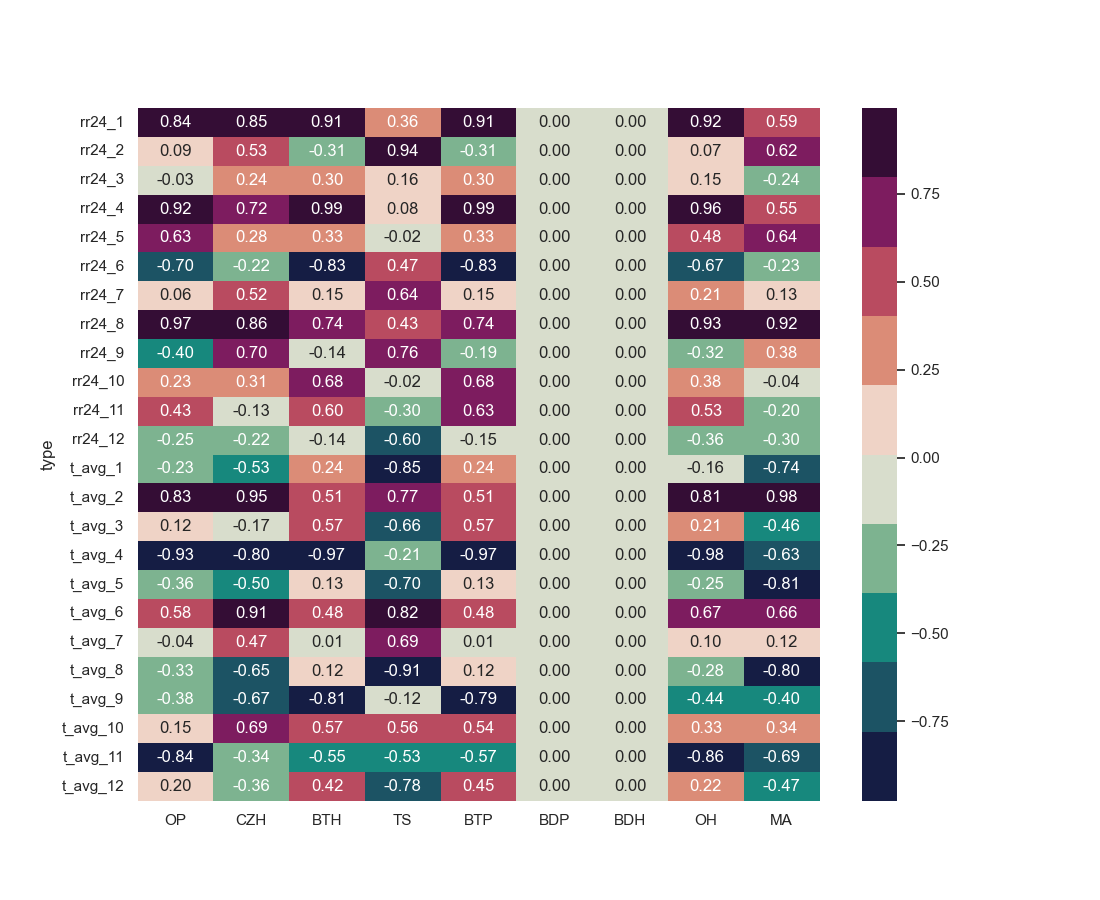 rr24_1 0.84 0.85 0.91 0.36 0.91 0.00 0.00 0.92 0.59
rr24_2 0.09 0.53 -0.31 0.94 -0.31 0.00 0.00 0.07 0.62
rr24_3 -0.03 0.24 0.30 0.16 0.30 0.00 0.00 0.15 -0.24
rr24_4 0.92 0.72 0.99 0.08 0.99 0.00 0.00 0.96 0.55
rr24_5 0.63 0.28 0.33 -0.02 0.33 0.00 0.00 0.48 0.64
rr24_6 -0.70 -0.22 -0.83 0.47 -0.83 0.00 0.00 -0.67 -0.23
rr24_7 0.06 0.52 0.15 0.64 0.15 0.00 0.00 0.21 0.13
rr24_8 0.97 0.86 0.74 0.43 0.74 0.00 0.00 0.93 0.92
rr24_9 -0.40 0.70 -0.14 0.76 -0.19 0.00 0.00 -0.32 0.38
rr24_10 0.23 0.31 0.68 -0.02 0.68 0.00 0.00 0.38 -0.04
rr24_11 0.43 -0.13 0.60 -0.30 0.63 0.00 0.00 0.53 -0.20
rr24_12 -0.25 -0.22 -0.14 -0.60 -0.15 0.00 0.00 -0.36 -0.30
t_avg_1 -0.23 -0.53 0.24 -0.85 0.24 0.00 0.00 -0.16 -0.74
t_avg_2 0.83 0.95 0.51 0.77 0.51 0.00 0.00 0.81 0.98
t_avg_3 0.12 -0.17 0.57 -0.66 0.57 0.00 0.00 0.21 -0.46
t_avg_4 -0.93 -0.80 -0.97 -0.21 -0.97 0.00 0.00 -0.98 -0.63
t_avg_5 -0.36 -0.50 0.13 -0.70 0.13 0.00 0.00 -0.25 -0.81
t_avg_6 0.58 0.91 0.48 0.82 0.48 0.00 0.00 0.67 0.66
t_avg_7 -0.04 0.47 0.01 0.69 0.01 0.00 0.00 0.10 0.12
t_avg_8 -0.33 -0.65 0.12 -0.91 0.12 0.00 0.00 -0.28 -0.80
t_avg_9 -0.38 -0.67 -0.81 -0.12 -0.79 0.00 0.00 -0.44 -0.40
t_avg_10 0.15 0.69 0.57 0.56 0.54 0.00 0.00 0.33 0.34
t_avg_11 -0.84 -0.34 -0.55 -0.53 -0.57 0.00 0.00 -0.86 -0.69
t_avg_12 0.20 -0.36 0.42 -0.78 0.45 0.00 0.00 0.22 -0.47
OP CZH BTH TS BTP BDP BDH OH MA
type
0.75
0.50
0.25
0.00
−0.25
−0.50
−0.75